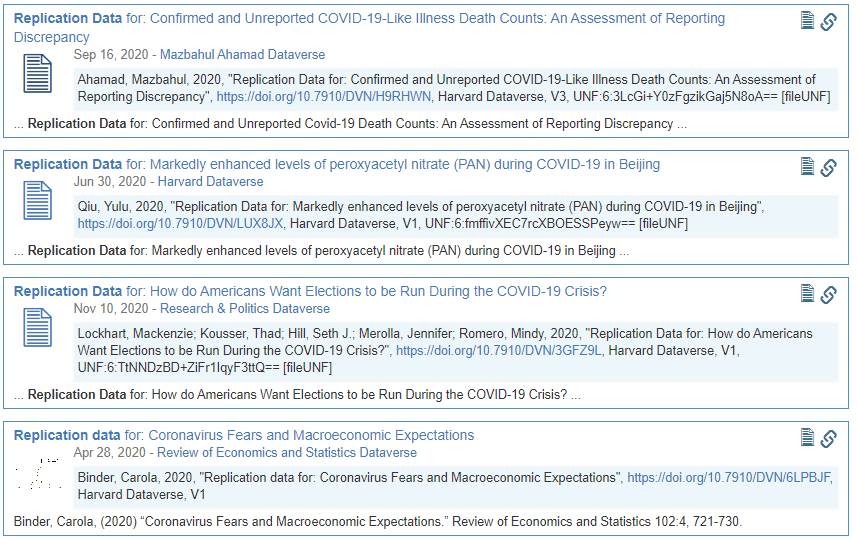 Replication Data for: Confirmed and Unreported COVID-19-Like Illness Death Counts: An Assessment of Reporting
Discrepancy
Sep 16, 2020 - Mazbahul Ahamad Dataverse
Ahamad, Mazbahul, 2020, "Replication Data for: Confirmed and Unreported COVID-19-Like Illness Death Counts: An Assessment of
Reporting Discrepancy", https://doi.org/10.7910/DVN/H9RHWN, Harvard Dataverse, V3, UNF:6:3LcGi+Y0zFgzikGaj5N8oA== [fileUNF]
... Replication Data for: Confirmed and Unreported Covid-19 Death Counts: An Assessment of Reporting Discrepancy ...
Replication Data for: Markedly enhanced levels of peroxyacetyl nitrate (PAN) during COVID-19 in Beijing
Jun 30, 2020 - Harvard Dataverse
Qiu, Yulu, 2020, "Replication Data for: Markedly enhanced levels of peroxyacetyl nitrate (PAN) during COVID-19 in Beijing",
https://doi.org/10.7910/DVN/LUX8JX, Harvard Dataverse, V1, UNF:6:fmffivXEC7rcXBOESSPeyw== [fileUNF]
... Replication Data for: Markedly enhanced levels of peroxyacetyl nitrate (PAN) during COVID-19 in Beijing ...
Replication Data for: How do Americans Want Elections to be Run During the COVID-19 Crisis?
Nov 10, 2020 - Research & Politics Dataverse
Lockhart, Mackenzie; Kousser, Thad; Hill, Seth J.; Merolla, Jennifer; Romero, Mindy, 2020, "Replication Data for: How do Americans
Want Elections to be Run During the COVID-19 Crisis?", https://doi.org/10.7910/DVN/3GFZ9L, Harvard Dataverse, V1,
UNF:6:TtNNDzBD+ZiFr1IqyF3ttQ== [fileUNF]
... Replication Data for: How do Americans Want Elections to be Run During the COVID-19 Crisis? ...
Replication data for: Coronavirus Fears and Macroeconomic Expectations
Apr 28, 2020 - Review of Economics and Statistics Dataverse
Binder, Carola, 2020, "Replication data for: Coronavirus Fears and Macroeconomic Expectations", https://doi.org/10.7910/DVN/6LPBJF,
Harvard Dataverse, V1
Binder, Carola, (2020) “Coronavirus Fears and Macroeconomic Expectations.” Review of Economics and Statistics 102:4, 721-730.